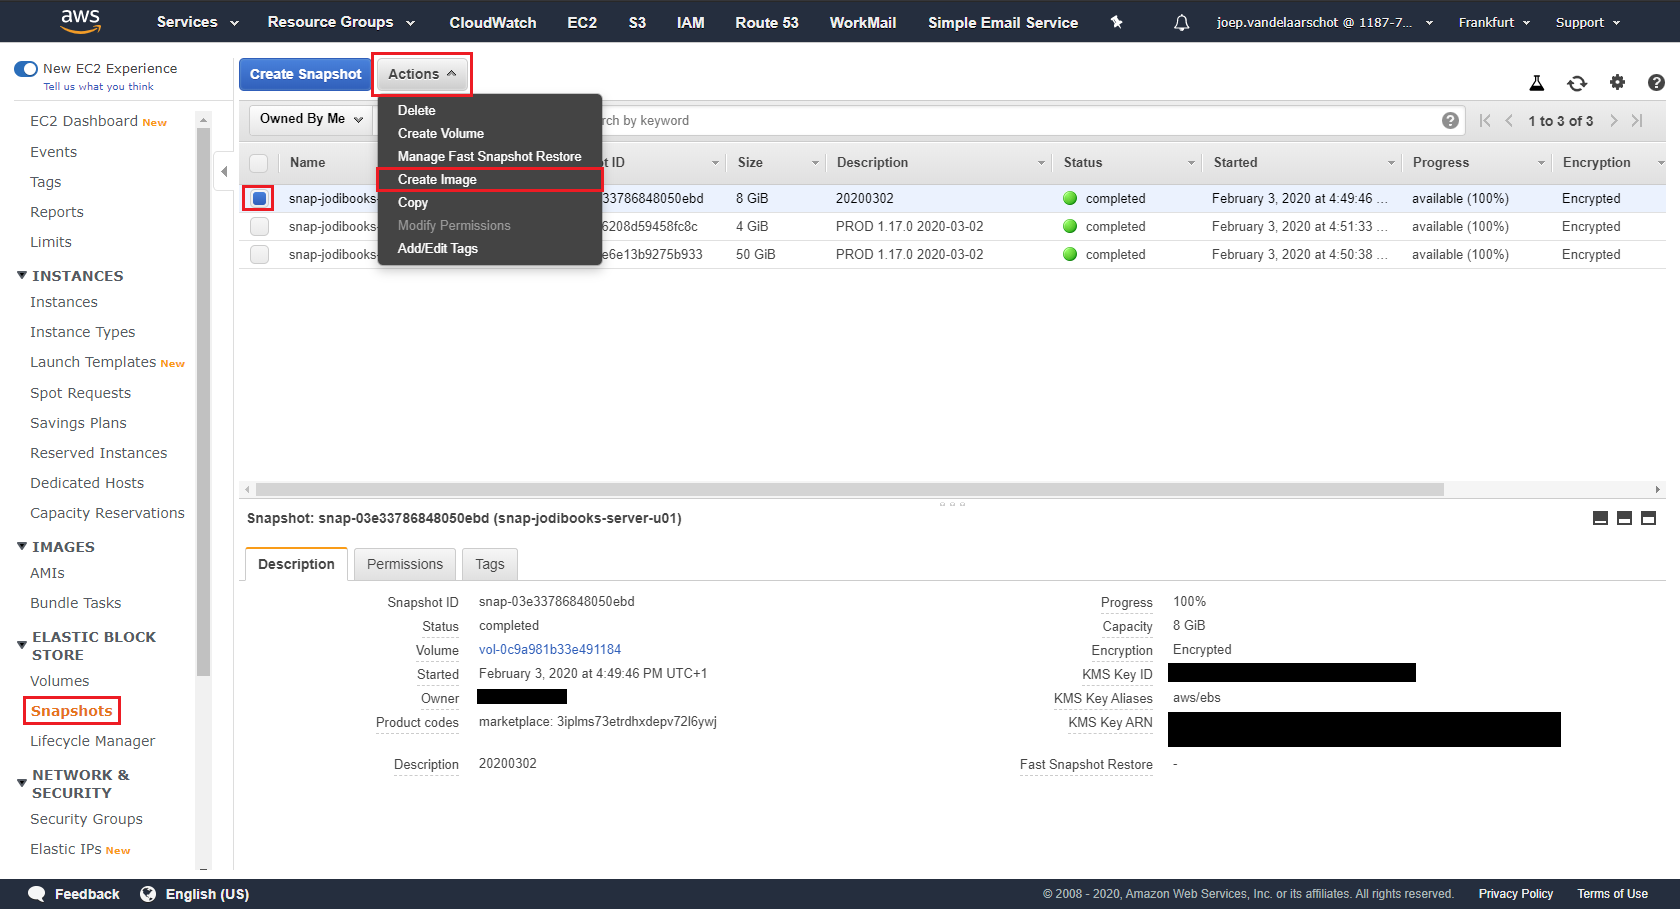 aws Services Resource Groups CloudWatch EC2 S3 IAM Route 53 WorkMail Simple Email Service joep.vandelaarschot @ 1187-7... Frankfurt Support
New EC2 Experience
Tell us what you think
EC2 Dashboard New
Events
Tags
Reports
Limits
INSTANCES
Instances
Instance Types
Launch Templates New
Spot Requests
Savings Plans
Reserved Instances
Dedicated Hosts
Capacity Reservations
IMAGES
AMIs
Bundle Tasks
ELASTIC BLOCK
STORE
Volumes
Snapshots
Lifecycle Manager
NETWORK &
SECURITY
Security Groups
Elastic IPs New
Create Snapshot Actions
Delete
Create Volume
Manage Fast Snapshot Restore
Create Image
Copy
Modify Permissions
Add/Edit Tags
Owned By Me rch by keyword 1 to 3 of 3
Name t ID Size Description Status Started Progress Encryption
snap-jodibooks- 33786848050ebd 8 GiB 20200302 completed February 3, 2020 at 4:49:46 ... available (100%) Encrypted
snap-jodibooks- 6208d59458fc8c 4 GiB PROD 1.17.0 2020-03-02 completed February 3, 2020 at 4:51:33 ... available (100%) Encrypted
snap-jodibooks- e6e13b9275b933 50 GiB PROD 1.17.0 2020-03-02 completed February 3, 2020 at 4:50:38 ... available (100%) Encrypted
Snapshot: snap-03e33786848050ebd (snap-jodibooks-server-u01)
Description Permissions Tags
Snapshot ID snap-03e33786848050ebd
Status completed
Volume vol-0c9a981b33e491184
Started February 3, 2020 at 4:49:46 PM UTC+1
Owner
Product codes marketplace: 3iplms73etrdhxdepv72l6ywj
Description 20200302
Progress 100%
Capacity 8 GiB
Encryption Encrypted
KMS Key ID
KMS Key Aliases aws/ebs
KMS Key ARN
Fast Snapshot Restore -
Feedback English (US) © 2008 - 2020, Amazon Web Services, Inc. or its affiliates. All rights reserved. Privacy Policy Terms of Use